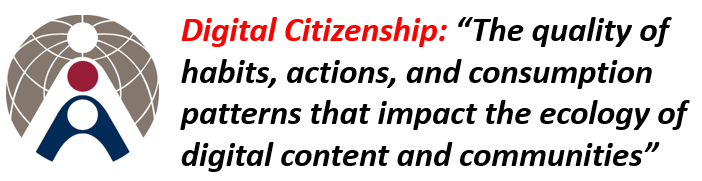 Digital Citizenship: “The quality of
habits, actions, and consumption
patterns that impact the ecology of
digital content and communities”